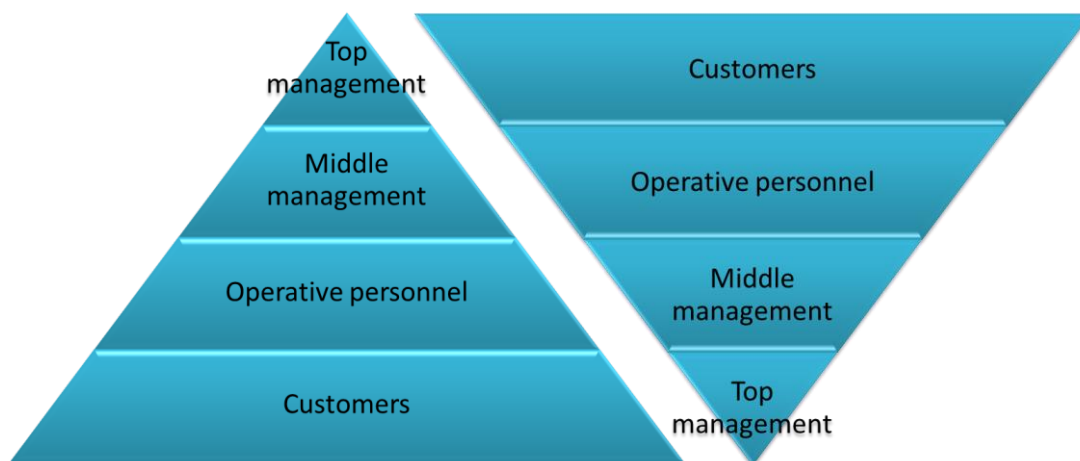 Top
management
Middle
management
Operative personnel
Customers
Customers
Operative personnel
Middle
management
Top
management